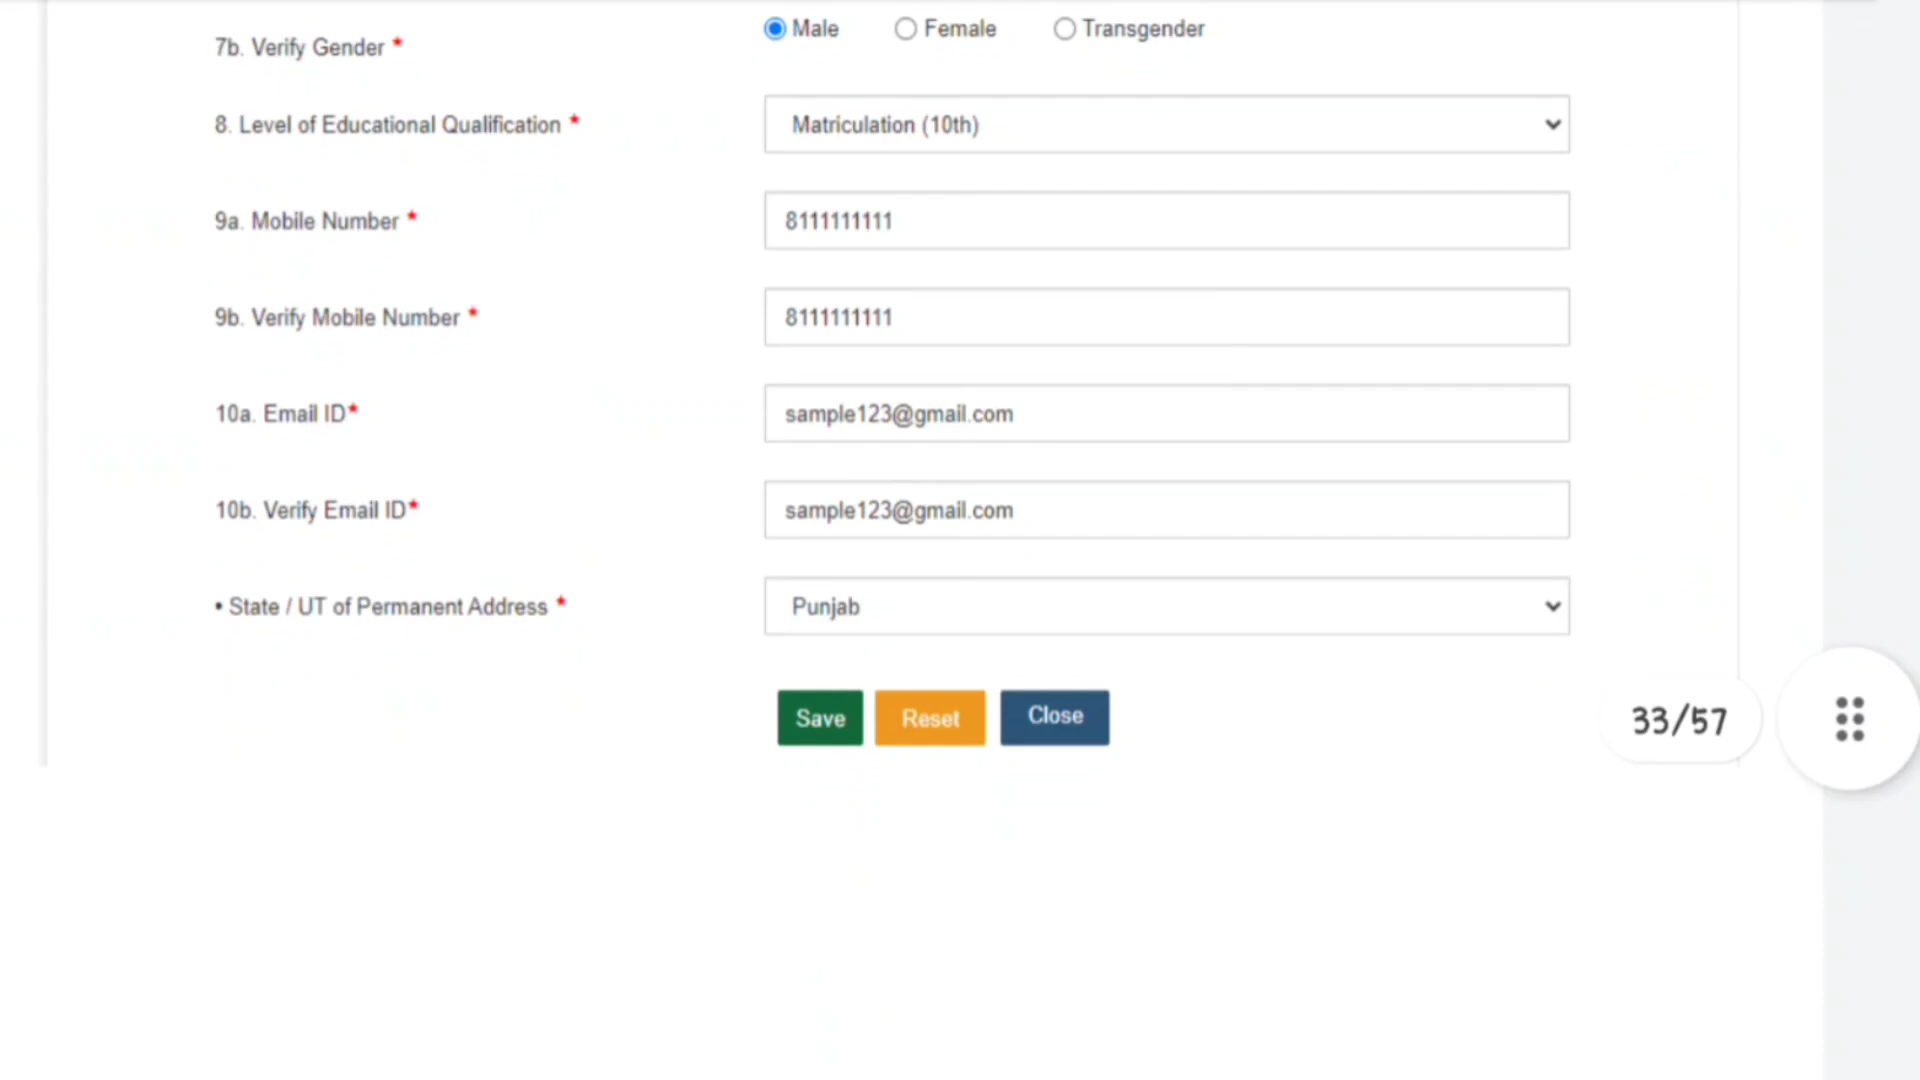 7b. Verify Gender * Male Female Transgender
8. Level of Educational Qualification * Matriculation (10th)
9a. Mobile Number * 8111111111
9b. Verify Mobile Number * 8111111111
10a. Email ID* sample123@gmail.com
10b. Verify Email ID* sample123@gmail.com
• State / UT of Permanent Address * Punjab
Save Reset Close
33/57